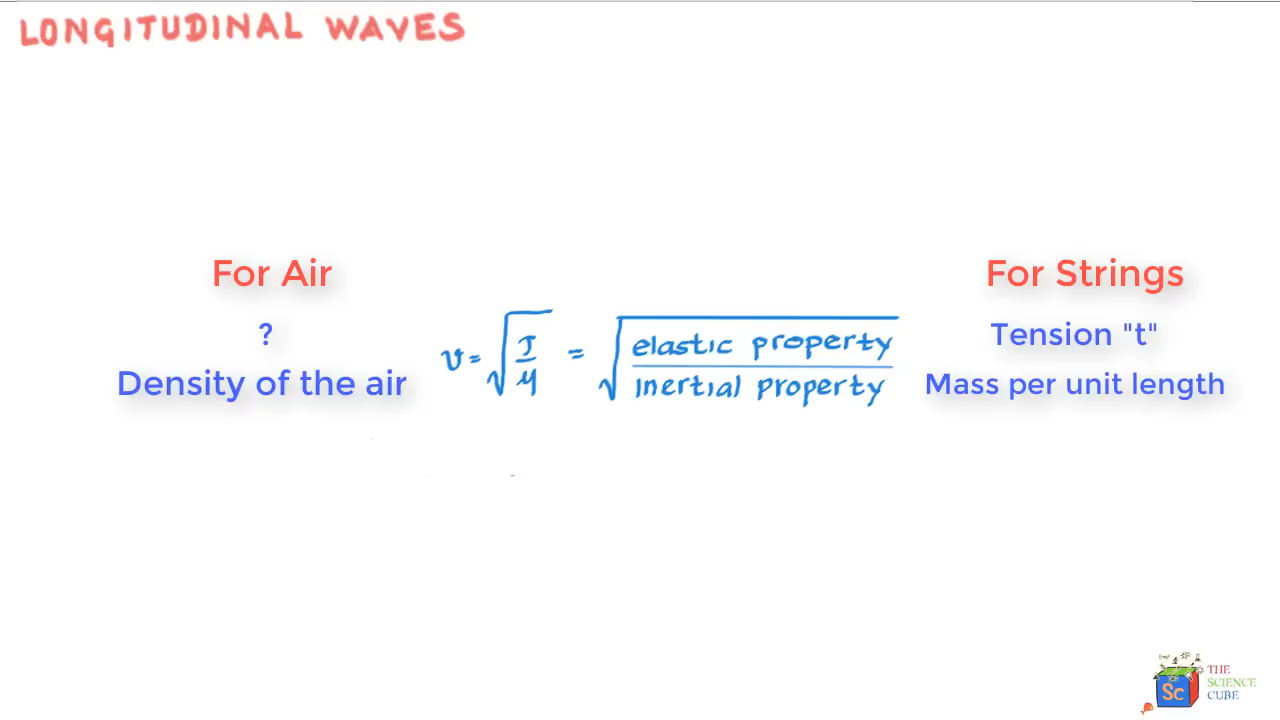 LONGITUDINAL WAVES
For Air
?
Density of the air
v = √(T/μ) = √(elastic property/inertial property)
For Strings
Tension "t"
Mass per unit length
Sc
THE
SCIENCE
CUBE